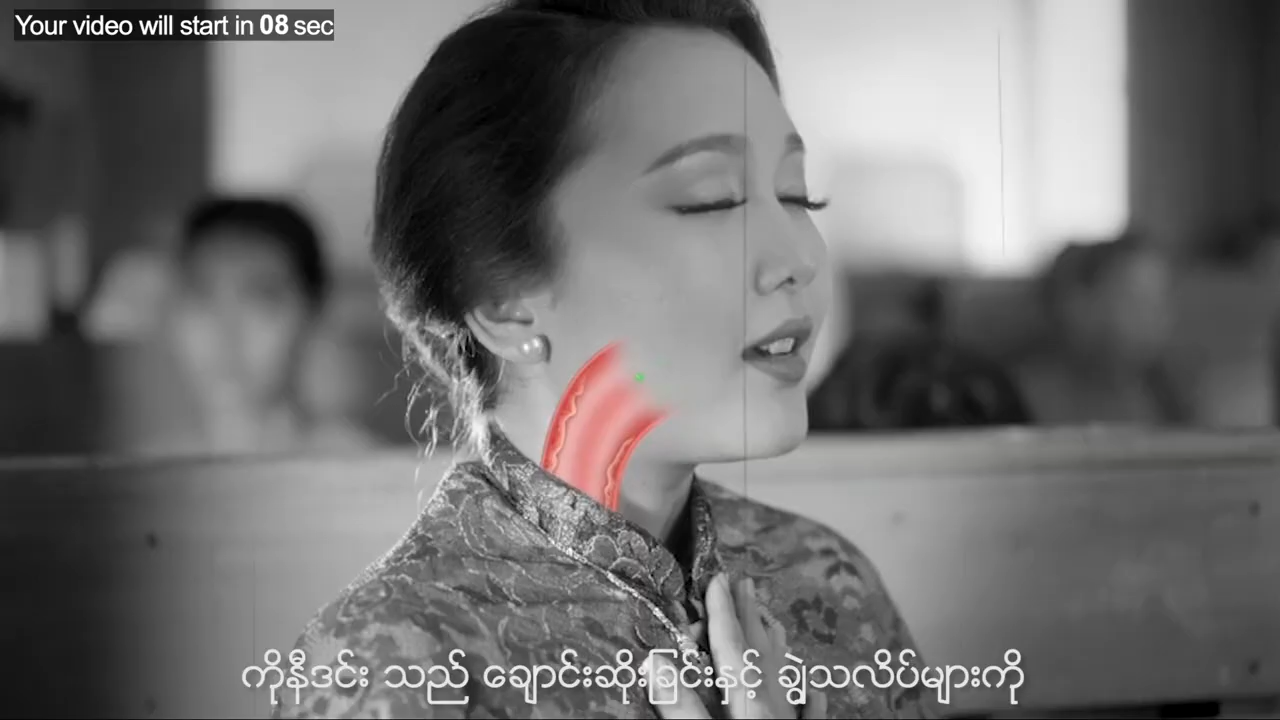 Your video will start in 08 sec
ကိုနီဒင်း သည် ချောင်းဆိုးခြင်းနှင့် ချွဲသလိပ်များကို